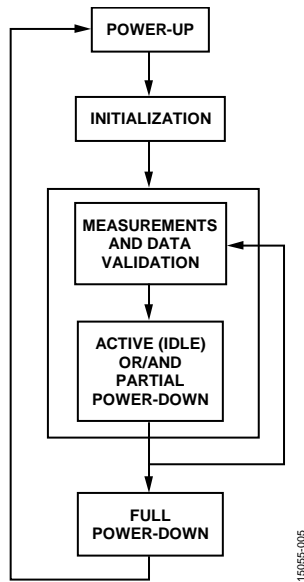 POWER-UP
INITIALIZATION
MEASUREMENTS
AND DATA
VALIDATION
ACTIVE (IDLE)
OR/AND
PARTIAL
POWER-DOWN
FULL
POWER-DOWN
15055-005